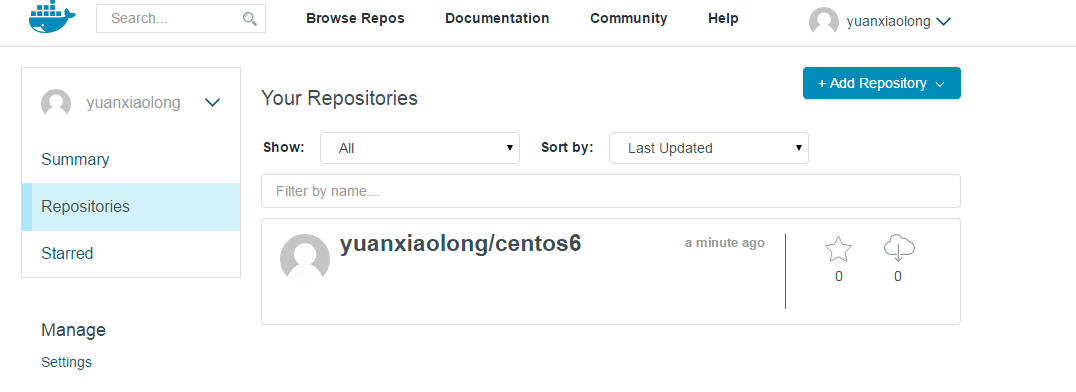 Search...
Browse Repos
Documentation
Community
Help
yuanxiaolong
yuanxiaolong
Summary
Repositories
Starred
Manage
Settings
Your Repositories
+ Add Repository
Show:
All
Sort by:
Last Updated
Filter by name...
yuanxiaolong/centos6
a minute ago
0
0